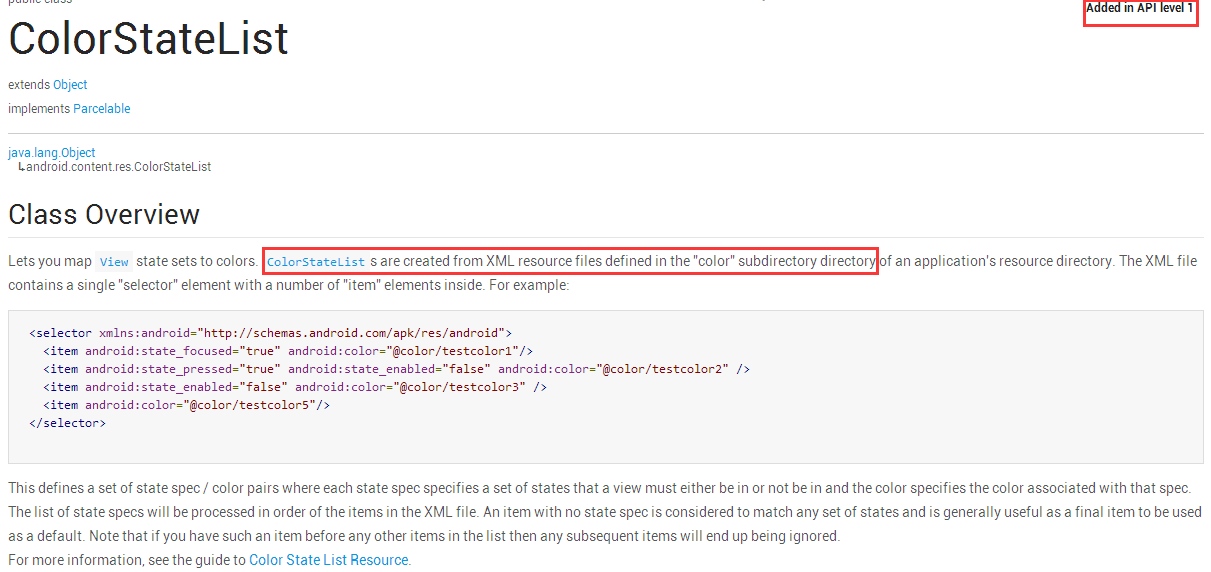 public class
Added in API level 1
ColorStateList
extends Object
implements Parcelable
java.lang.Object
↳android.content.res.ColorStateList
Class Overview
Lets you map View state sets to colors. ColorStateList s are created from XML resource files defined in the "color" subdirectory directory of an application's resource directory. The XML file
contains a single "selector" element with a number of "item" elements inside. For example:
<selector xmlns:android="http://schemas.android.com/apk/res/android">
<item android:state_focused="true" android:color="@color/testcolor1"/>
<item android:state_pressed="true" android:state_enabled="false" android:color="@color/testcolor2" />
<item android:state_enabled="false" android:color="@color/testcolor3" />
<item android:color="@color/testcolor5"/>
</selector>
This defines a set of state spec / color pairs where each state spec specifies a set of states that a view must either be in or not be in and the color specifies the color associated with that spec.
The list of state specs will be processed in order of the items in the XML file. An item with no state spec is considered to match any set of states and is generally useful as a final item to be used
as a default. Note that if you have such an item before any other items in the list then any subsequent items will end up being ignored.
For more information, see the guide to Color State List Resource.